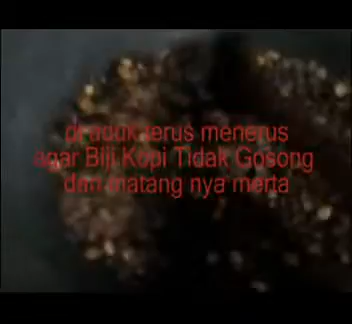 di aduk terus menerus
agar Biji Kopi Tidak Gosong
dan matang nya merta